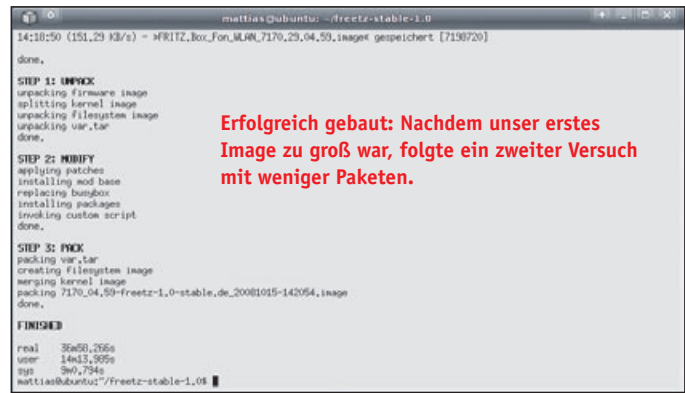 mattias@ubuntu: ~/freetz-stable-1.0
14:18:50 (151,29 KB/s) - »FRITZ.Box_Fon_WLAN_7170.29.04.59.image« gespeichert [7198720]
done.
STEP 1: UNPACK
unpacking firmware image
splitting kernel image
unpacking filesystem image
unpacking var.tar
done.
Erfolgreich gebaut: Nachdem unser erstes
Image zu groß war, folgte ein zweiter Versuch
mit weniger Paketen.
STEP 2: MODIFY
applying patches
installing mod base
replacing busybox
installing packages
invoking custom script
done.
STEP 3: PACK
packing var.tar
creating filesystem image
merging kernel image
packing 7170_04.59-freetz-1.0-stable.de_20081015-142054.image
done.
FINISHED
real 36m58.266s
user 14m13.985s
sys 9m0.794s
mattias@ubuntu:~/freetz-stable-1.0$